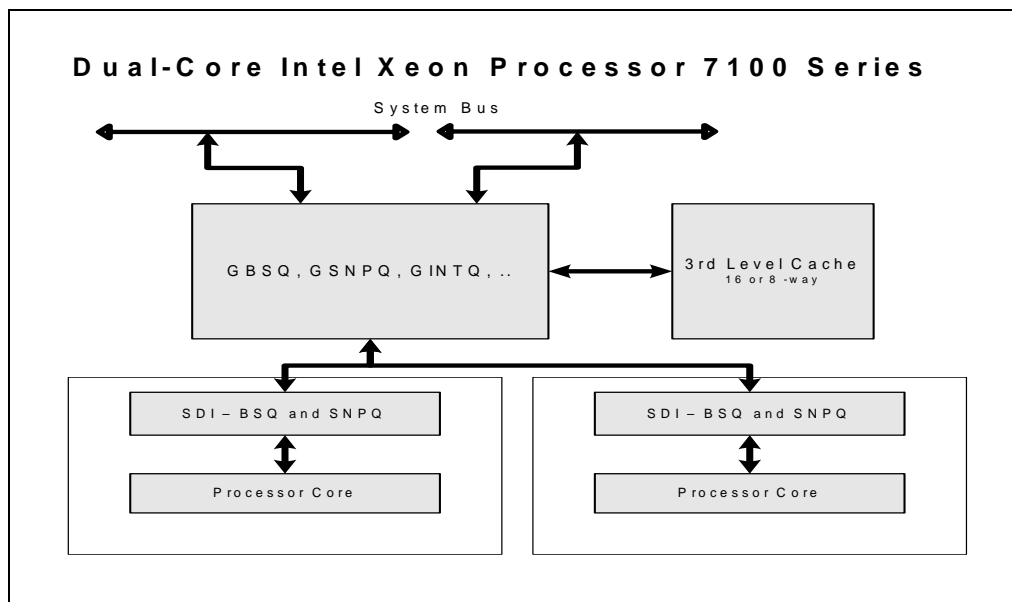 Dual-Core Intel Xeon Processor 7100 Series
System Bus
GBSQ, GSNPQ, GINTQ, ..
3rd Level Cache
16 or 8 -way
SDI – BSQ and SNPQ
SDI – BSQ and SNPQ
Processor Core
Processor Core